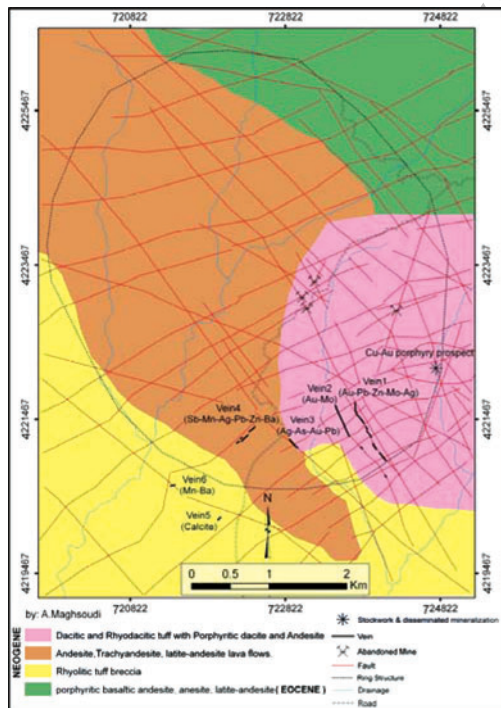 720822 722822 724822
4225467 4225467
4223467 4223467
Cu-Au porphyry prospect
Vein2
(Au-Mo)
Vein1
(Au-Pb-Zn-Mo-Ag)
Vein4
(Sb-Mn-Ag-Pb-Zn-Ba)
Vein3
(Ag-As-Au-Pb)
4221467 4221467
Vein6
(Mn-Ba)
Vein5
(Calcite)
N
0 0.5 1 2
Km
4219467 4219467
720822 722822 724822
by: A.Maghsoudi
NEOGENE
Dacitic and Rhyodacitic tuff with Porphyritic dacite and Andesite
Andesite,Trachyandesite, latite-andesite lava flows.
Rhyolitic tuff breccia
porphyritic basaltic andesite, anesite, latite-andesite( EOCENE )
Stockwork & disseminated mineralization
Vein
Abandoned Mine
Fault
Ring Structure
Drainage
Road